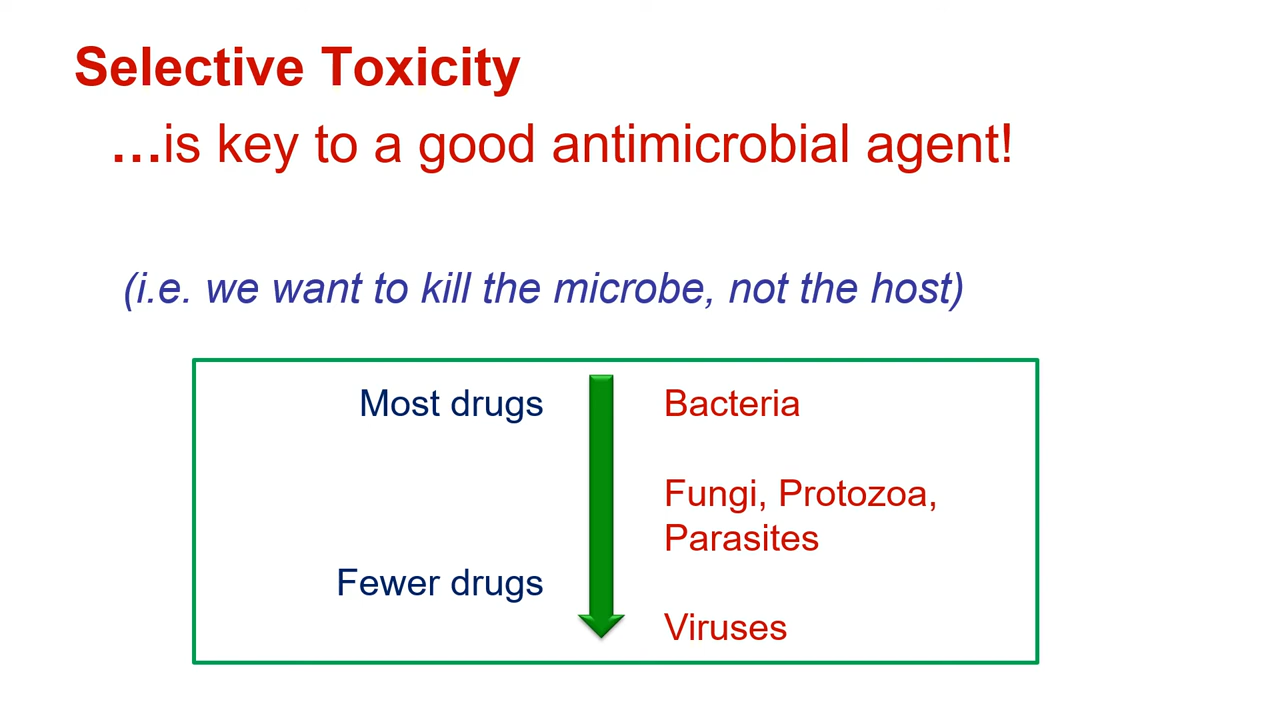 Selective Toxicity
…is key to a good antimicrobial agent!
(i.e. we want to kill the microbe, not the host)
Most drugs
Bacteria
Fungi, Protozoa,
Parasites
Fewer drugs
Viruses